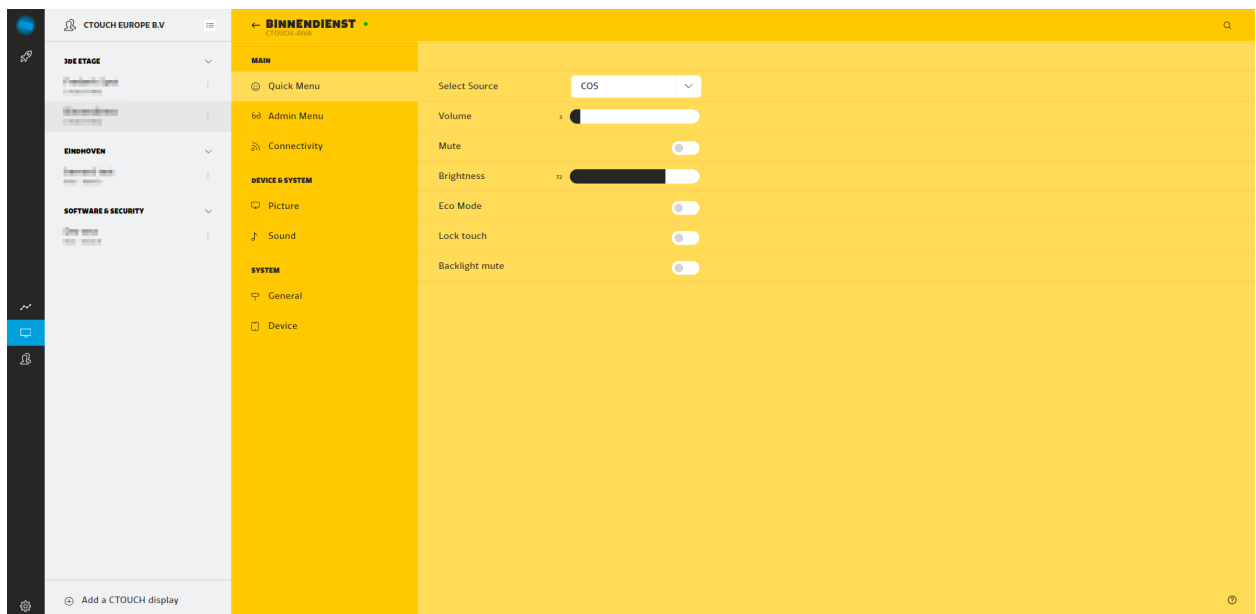 CTOUCH EUROPE B.V
3DE ETAGE
EINDHOVEN
SOFTWARE & SECURITY
Add a CTOUCH display
BINNENDIENST
CTOUCH-BIVA
MAIN
Quick Menu
Admin Menu
Connectivity
DEVICE & SYSTEM
Picture
Sound
SYSTEM
General
Device
Select Source COS
Volume 3
Mute
Brightness 72
Eco Mode
Lock touch
Backlight mute